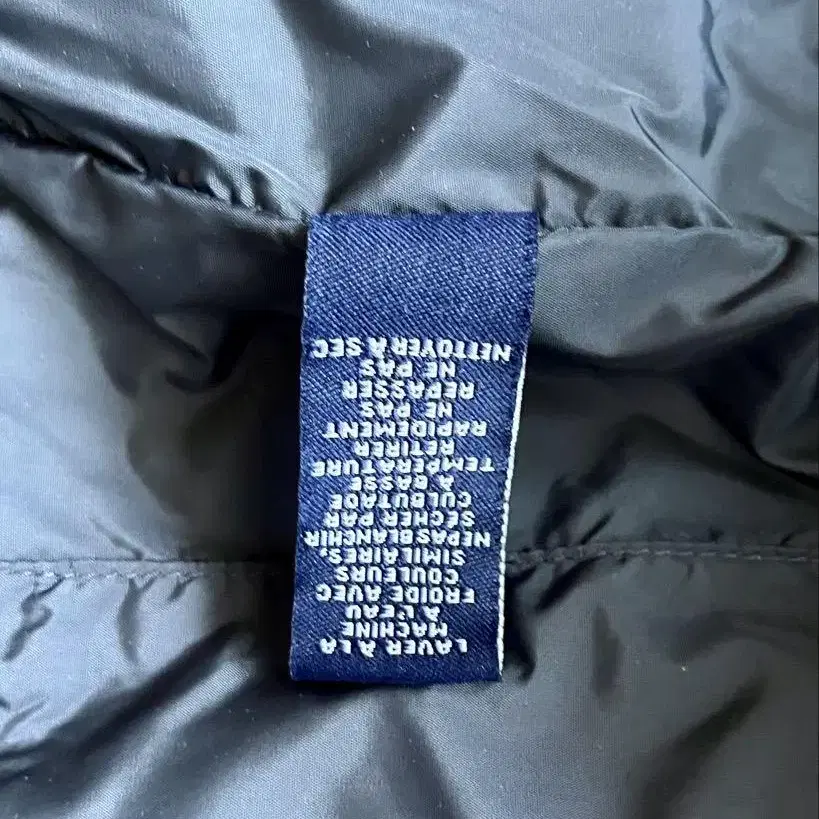 LAVER À LA
MACHINE
À L'EAU
FROIDE AVEC
COULEURS
SIMILAIRES,
NE PAS BLANCHIR
SÉCHER PAR
CULBUTAGE
A BASSE
TEMPERATURE
RETIRER
RAPIDEMENT
NE PAS
REPASSER
NE PAS
NETTOYER À SEC